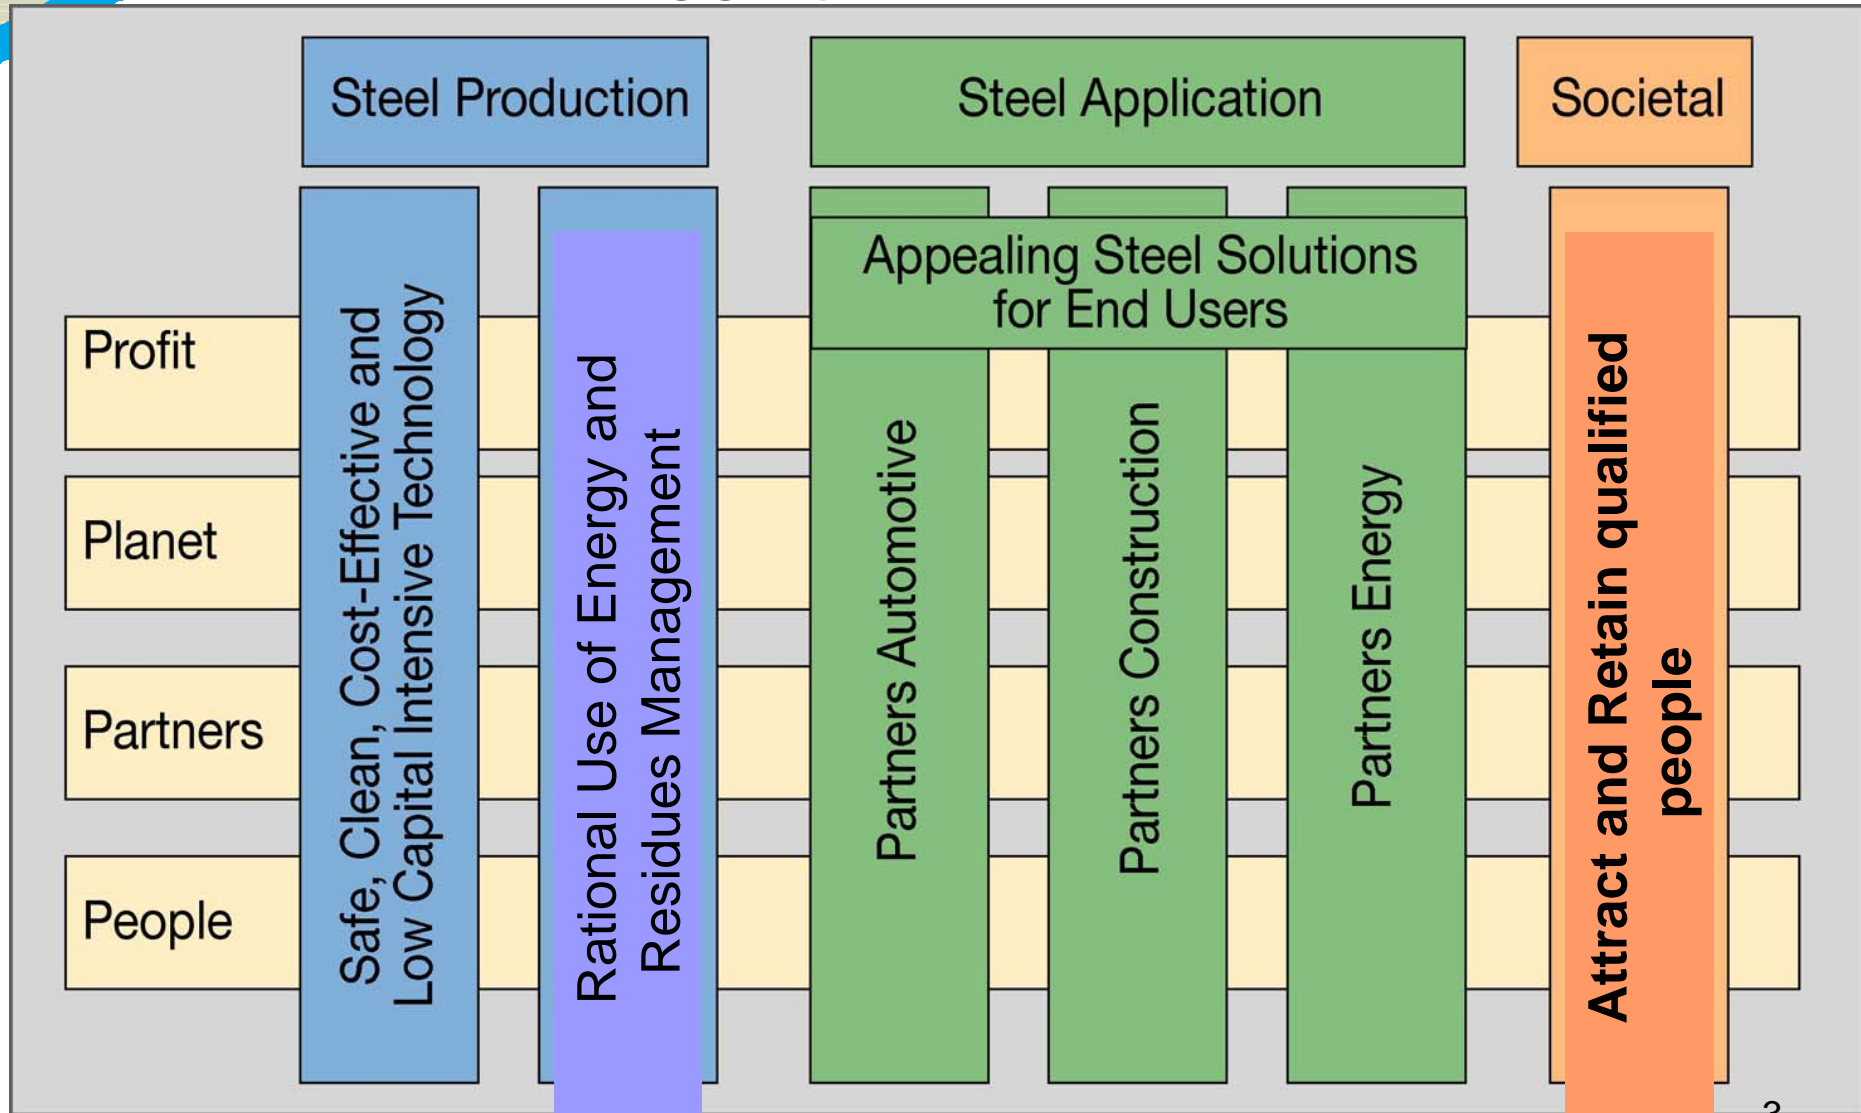 Steel Production
Steel Application
Societal
Appealing Steel Solutions
for End Users
Profit
Planet
Partners
People
Safe, Clean, Cost-Effective and
Low Capital Intensive Technology
Rational Use of Energy and
Residues Management
Partners Automotive
Partners Construction
Partners Energy
Attract and Retain qualified
people